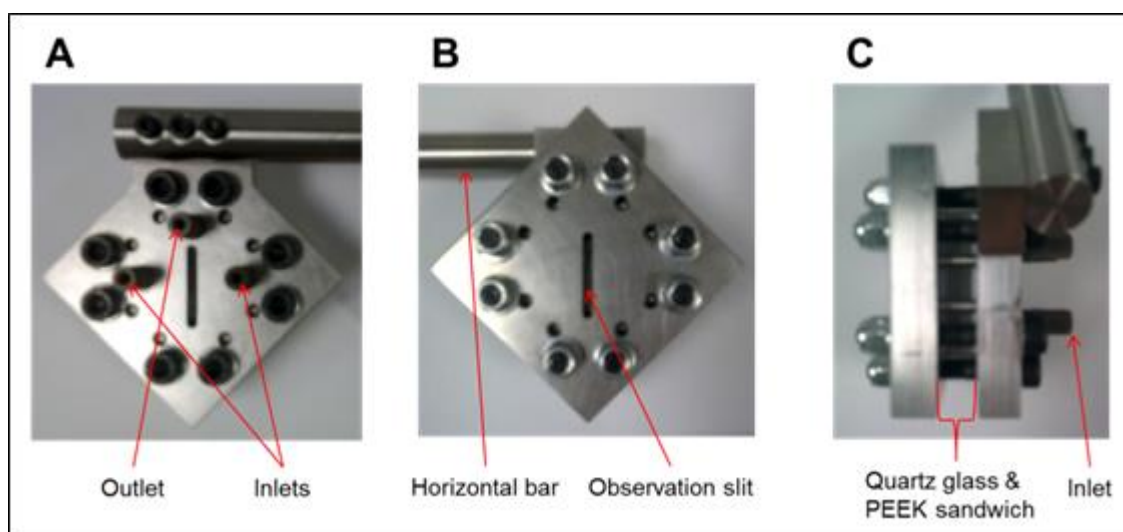 A
B
C
Outlet
Inlets
Horizontal bar
Observation slit
Quartz glass &
PEEK sandwich
Inlet